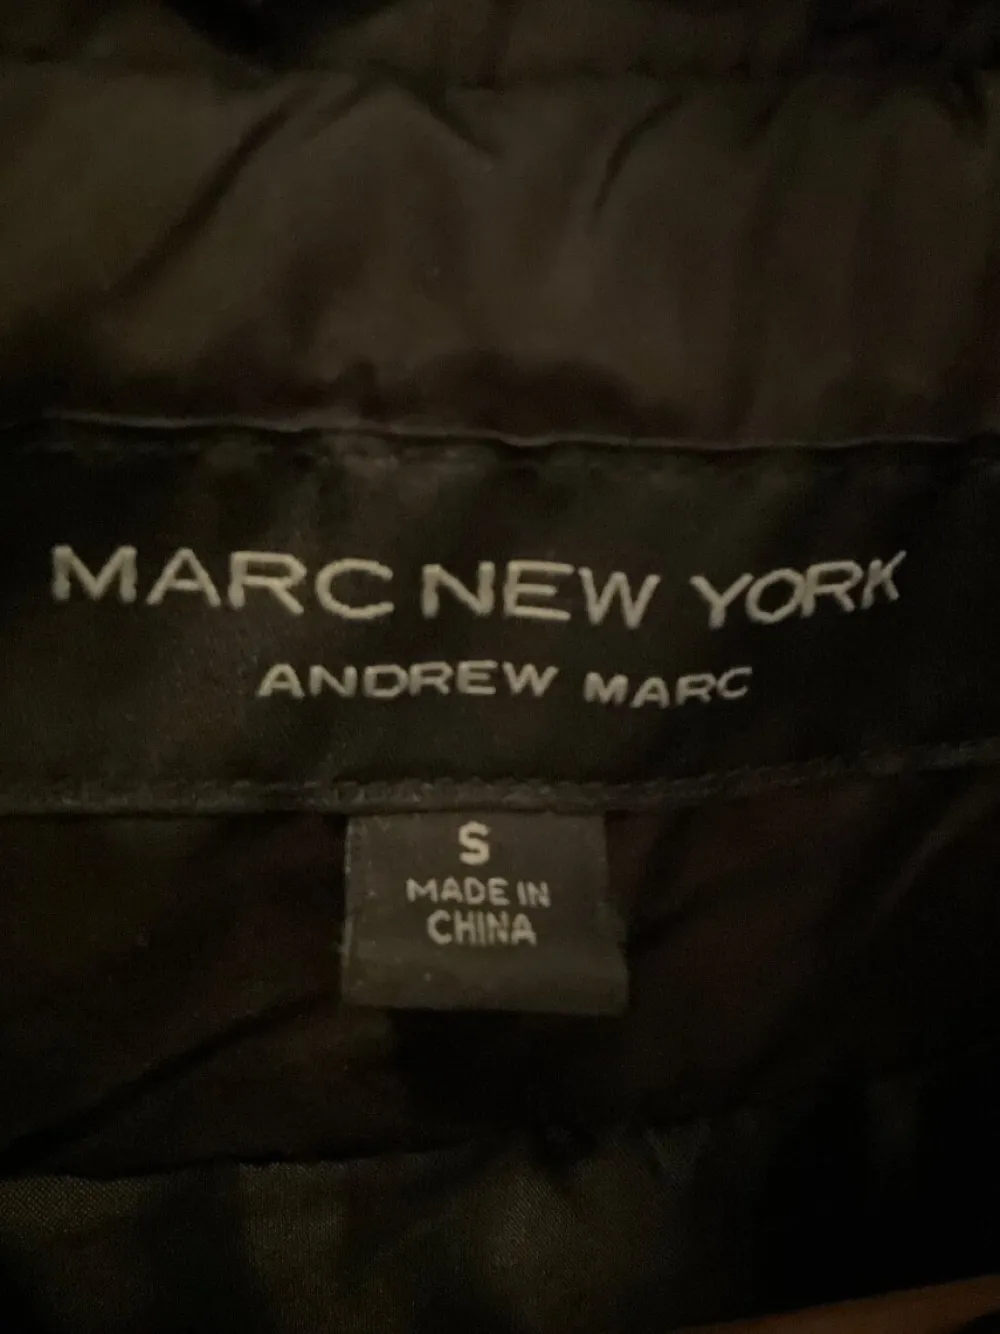 MARC NEW YORK
ANDREW MARC
S
MADE IN
CHINA